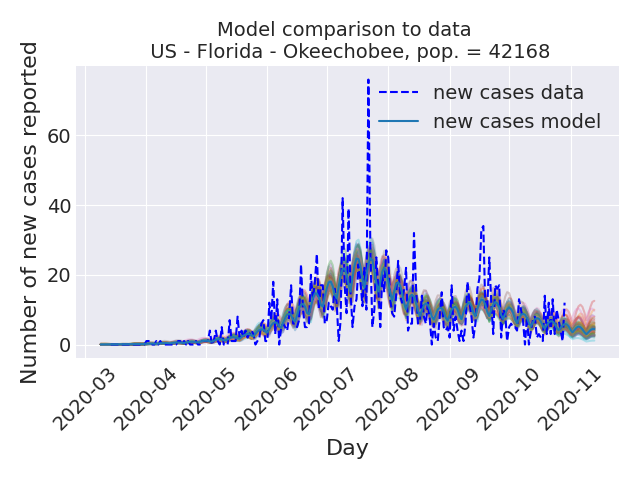 Model comparison to data
US - Florida - Okeechobee, pop. = 42168
Number of new cases reported
60
40
20
0
new cases data
new cases model
2020-03
2020-04
2020-05
2020-06
2020-07
2020-08
2020-09
2020-10
2020-11
Day